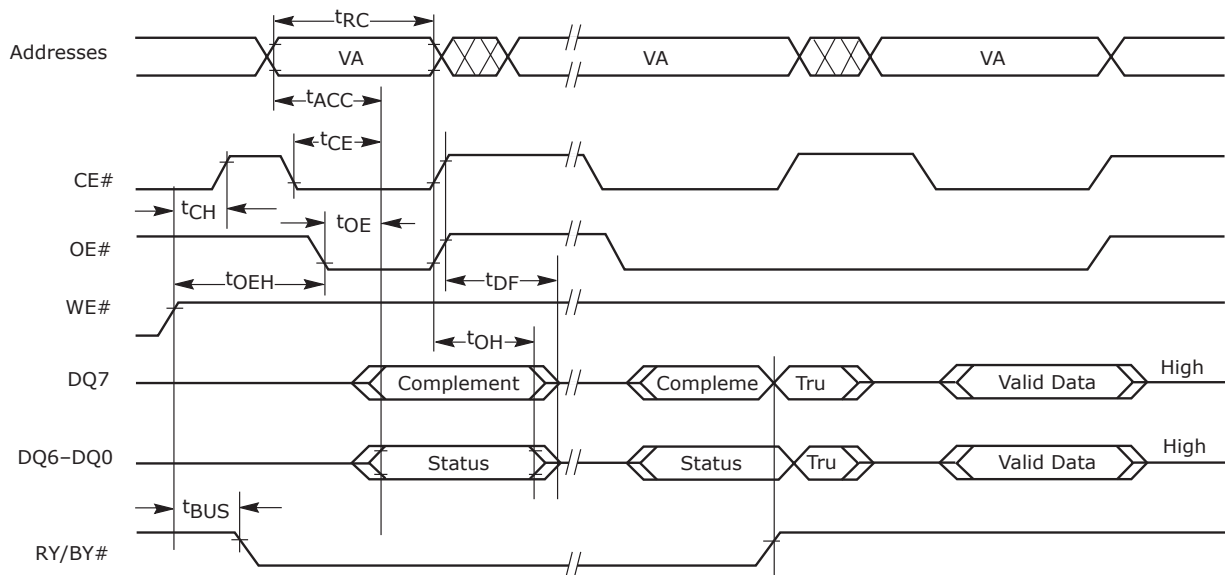 tRC
Addresses VA VA VA
tACC
tCE
CE#
tCH tOE
OE#
tOEH tDF
WE#
tOH
DQ7 Complement Compleme Tru Valid Data High
DQ6–DQ0 Status Status Tru Valid Data High
tBUS
RY/BY#